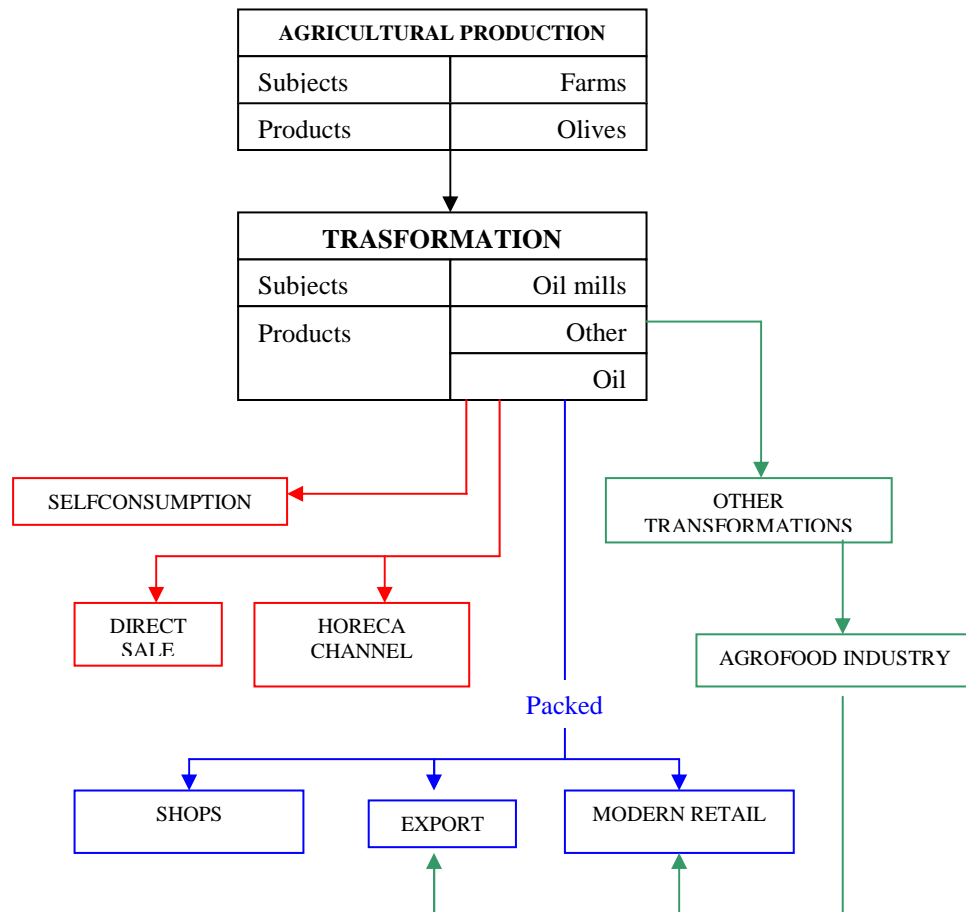 AGRICULTURAL PRODUCTION
Subjects Farms
Products Olives
TRASFORMATION
Subjects Oil mills
Products Other
Oil
SELFCONSUMPTION
OTHER
TRANSFORMATIONS
DIRECT
SALE
HORECA
CHANNEL
AGROFOOD INDUSTRY
Packed
SHOPS
EXPORT
MODERN RETAIL